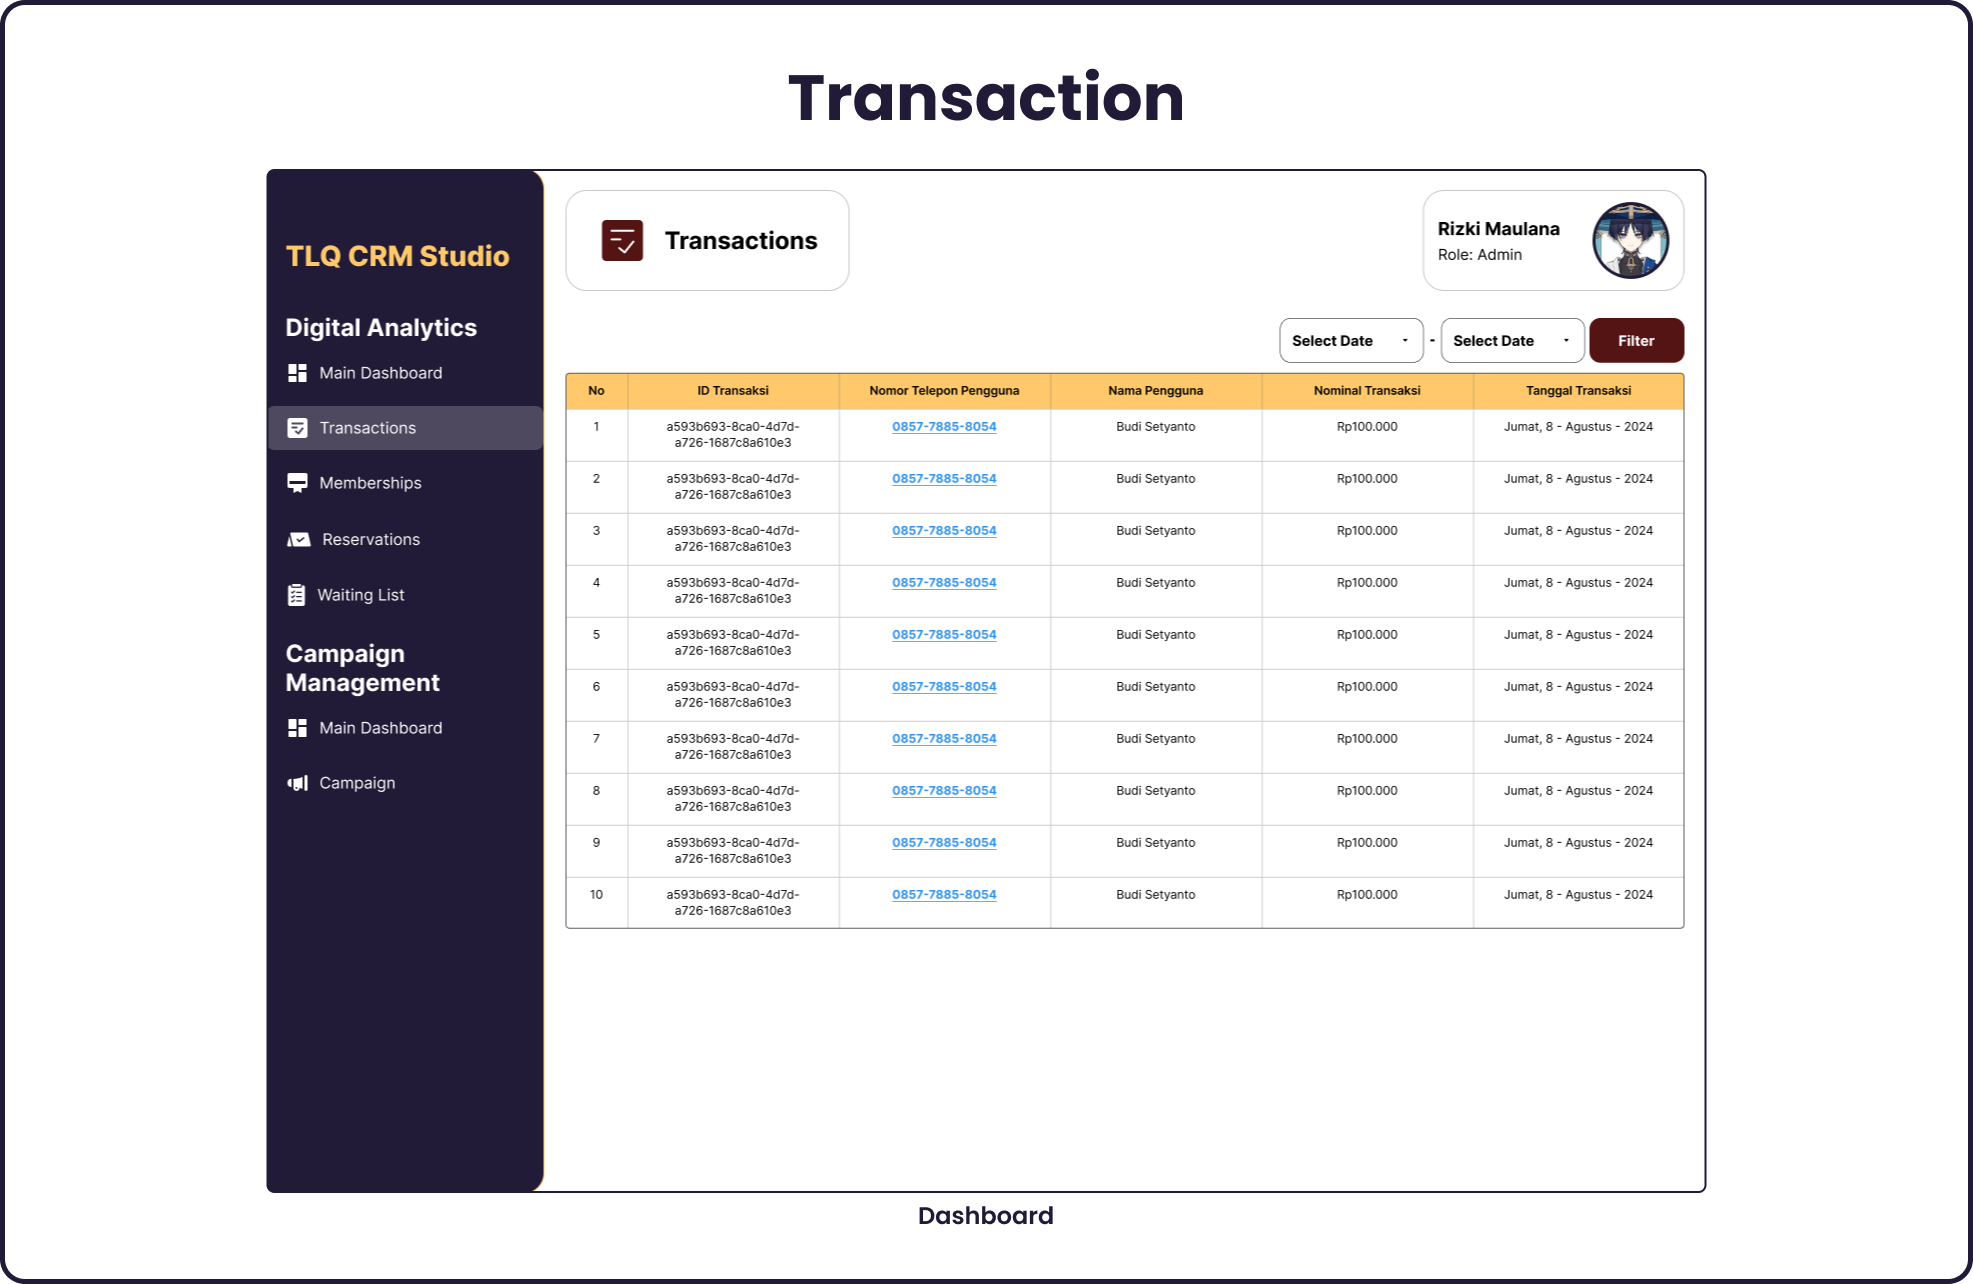 Transaction
TLQ CRM Studio
Digital Analytics
Main Dashboard
Transactions
Memberships
Reservations
Waiting List
Campaign
Management
Main Dashboard
Campaign
Transactions
Rizki Maulana
Role: Admin
Select Date - Select Date Filter
No ID Transaksi Nomor Telepon Pengguna Nama Pengguna Nominal Transaksi Tanggal Transaksi
1 a593b693-8ca0-4d7d- 0857-7885-8054 Budi Setyanto Rp100.000 Jumat, 8 - Agustus - 2024
a726-1687c8a610e3
2 a593b693-8ca0-4d7d- 0857-7885-8054 Budi Setyanto Rp100.000 Jumat, 8 - Agustus - 2024
a726-1687c8a610e3
3 a593b693-8ca0-4d7d- 0857-7885-8054 Budi Setyanto Rp100.000 Jumat, 8 - Agustus - 2024
a726-1687c8a610e3
4 a593b693-8ca0-4d7d- 0857-7885-8054 Budi Setyanto Rp100.000 Jumat, 8 - Agustus - 2024
a726-1687c8a610e3
5 a593b693-8ca0-4d7d- 0857-7885-8054 Budi Setyanto Rp100.000 Jumat, 8 - Agustus - 2024
a726-1687c8a610e3
6 a593b693-8ca0-4d7d- 0857-7885-8054 Budi Setyanto Rp100.000 Jumat, 8 - Agustus - 2024
a726-1687c8a610e3
7 a593b693-8ca0-4d7d- 0857-7885-8054 Budi Setyanto Rp100.000 Jumat, 8 - Agustus - 2024
a726-1687c8a610e3
8 a593b693-8ca0-4d7d- 0857-7885-8054 Budi Setyanto Rp100.000 Jumat, 8 - Agustus - 2024
a726-1687c8a610e3
9 a593b693-8ca0-4d7d- 0857-7885-8054 Budi Setyanto Rp100.000 Jumat, 8 - Agustus - 2024
a726-1687c8a610e3
10 a593b693-8ca0-4d7d- 0857-7885-8054 Budi Setyanto Rp100.000 Jumat, 8 - Agustus - 2024
a726-1687c8a610e3
Dashboard